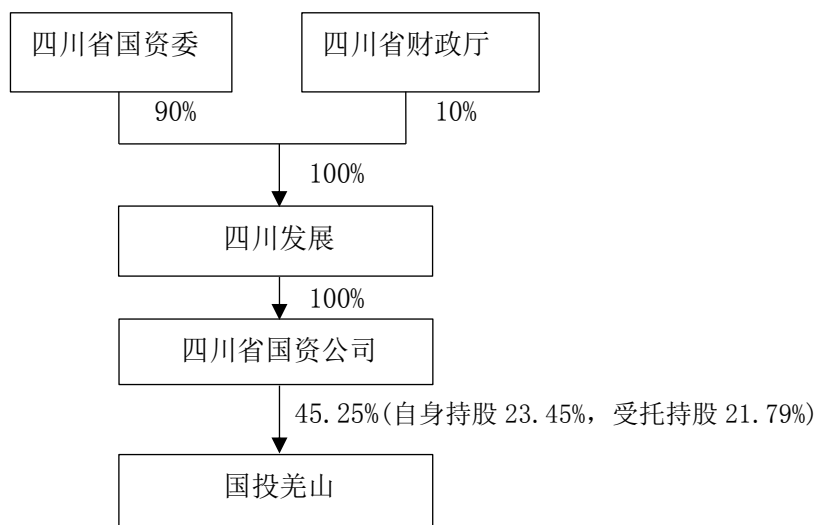 四川省国资委
四川省财政厅
90%
10%
100%
四川发展
100%
四川省国资公司
45.25%(自身持股 23.45%，受托持股 21.79%)
国投羌山